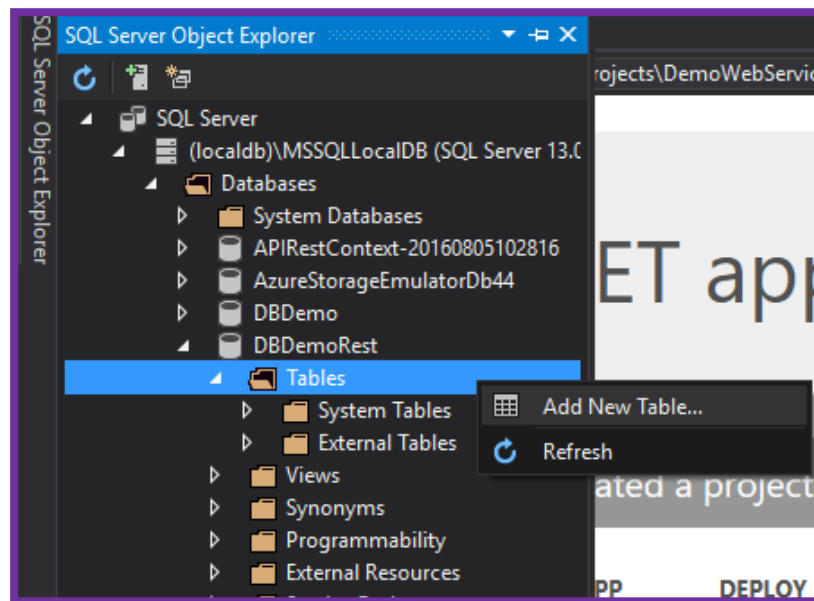 SQL Server Object Explorer
SQL Server Object Explorer
rojects\DemoWebServic
SQL Server
(localdb)\MSSQLLocalDB (SQL Server 13.0
Databases
System Databases
APIRestContext-20160805102816
AzureStorageEmulatorDb44
DBDemo
DBDemoRest
Tables
System Tables
External Tables
Views
Synonyms
Programmability
External Resources
Add New Table...
Refresh
ET app
ated a project
PP
DEPLOY